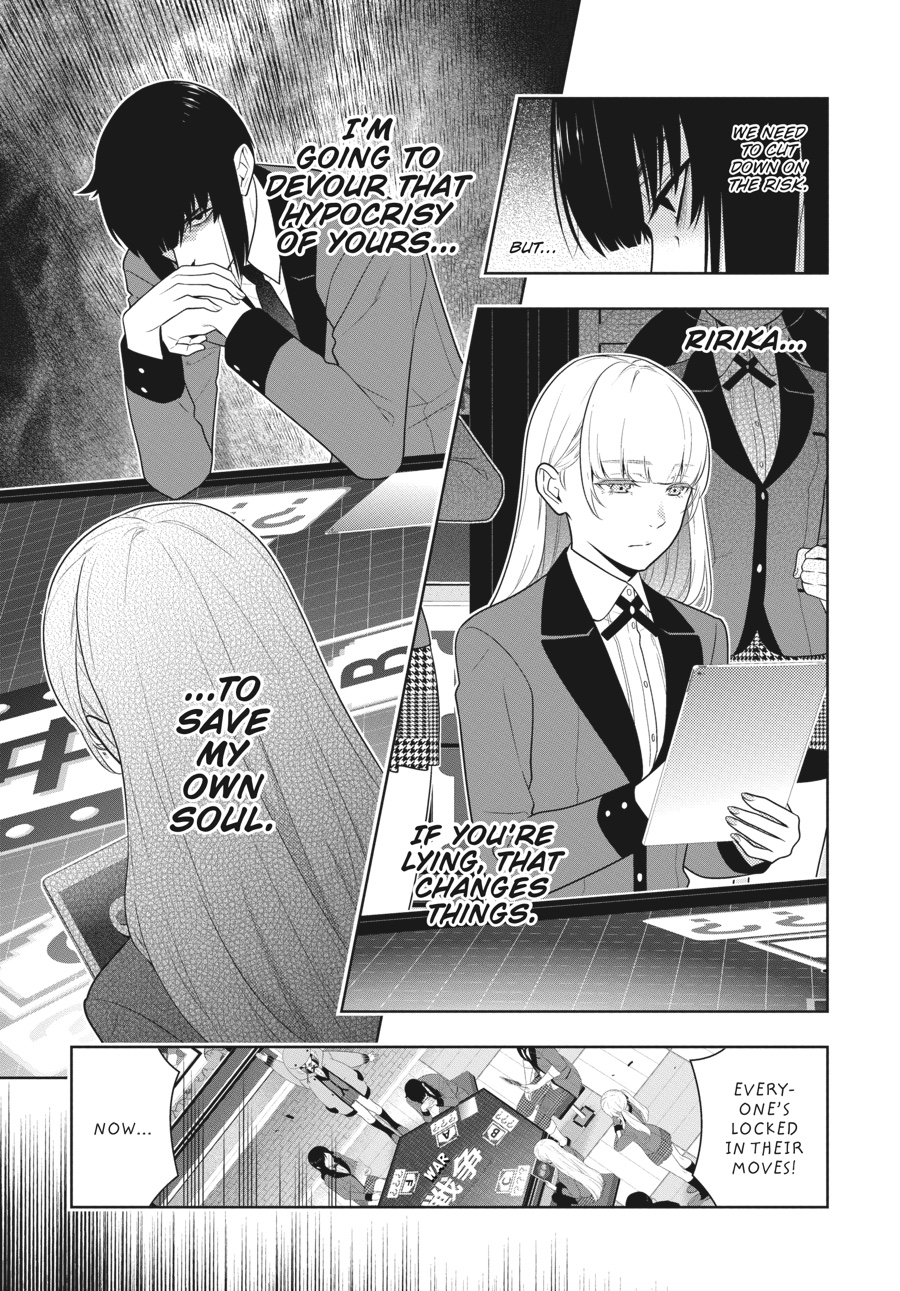 WE NEED
TO CUT
DOWN ON
THE RISK.
BUT...
RIRIKA...
IF YOU'RE
LYING, THAT
CHANGES
THINGS.
I'M
GOING TO
DEVOUR THAT
HYPOCRISY
OF YOURS...
...TO
SAVE
MY
OWN
SOUL.
B
EVERY-
ONE'S
LOCKED
IN THEIR
MOVES!
NOW...
A
???
B
???
WAR
戦争
C
???
F
???